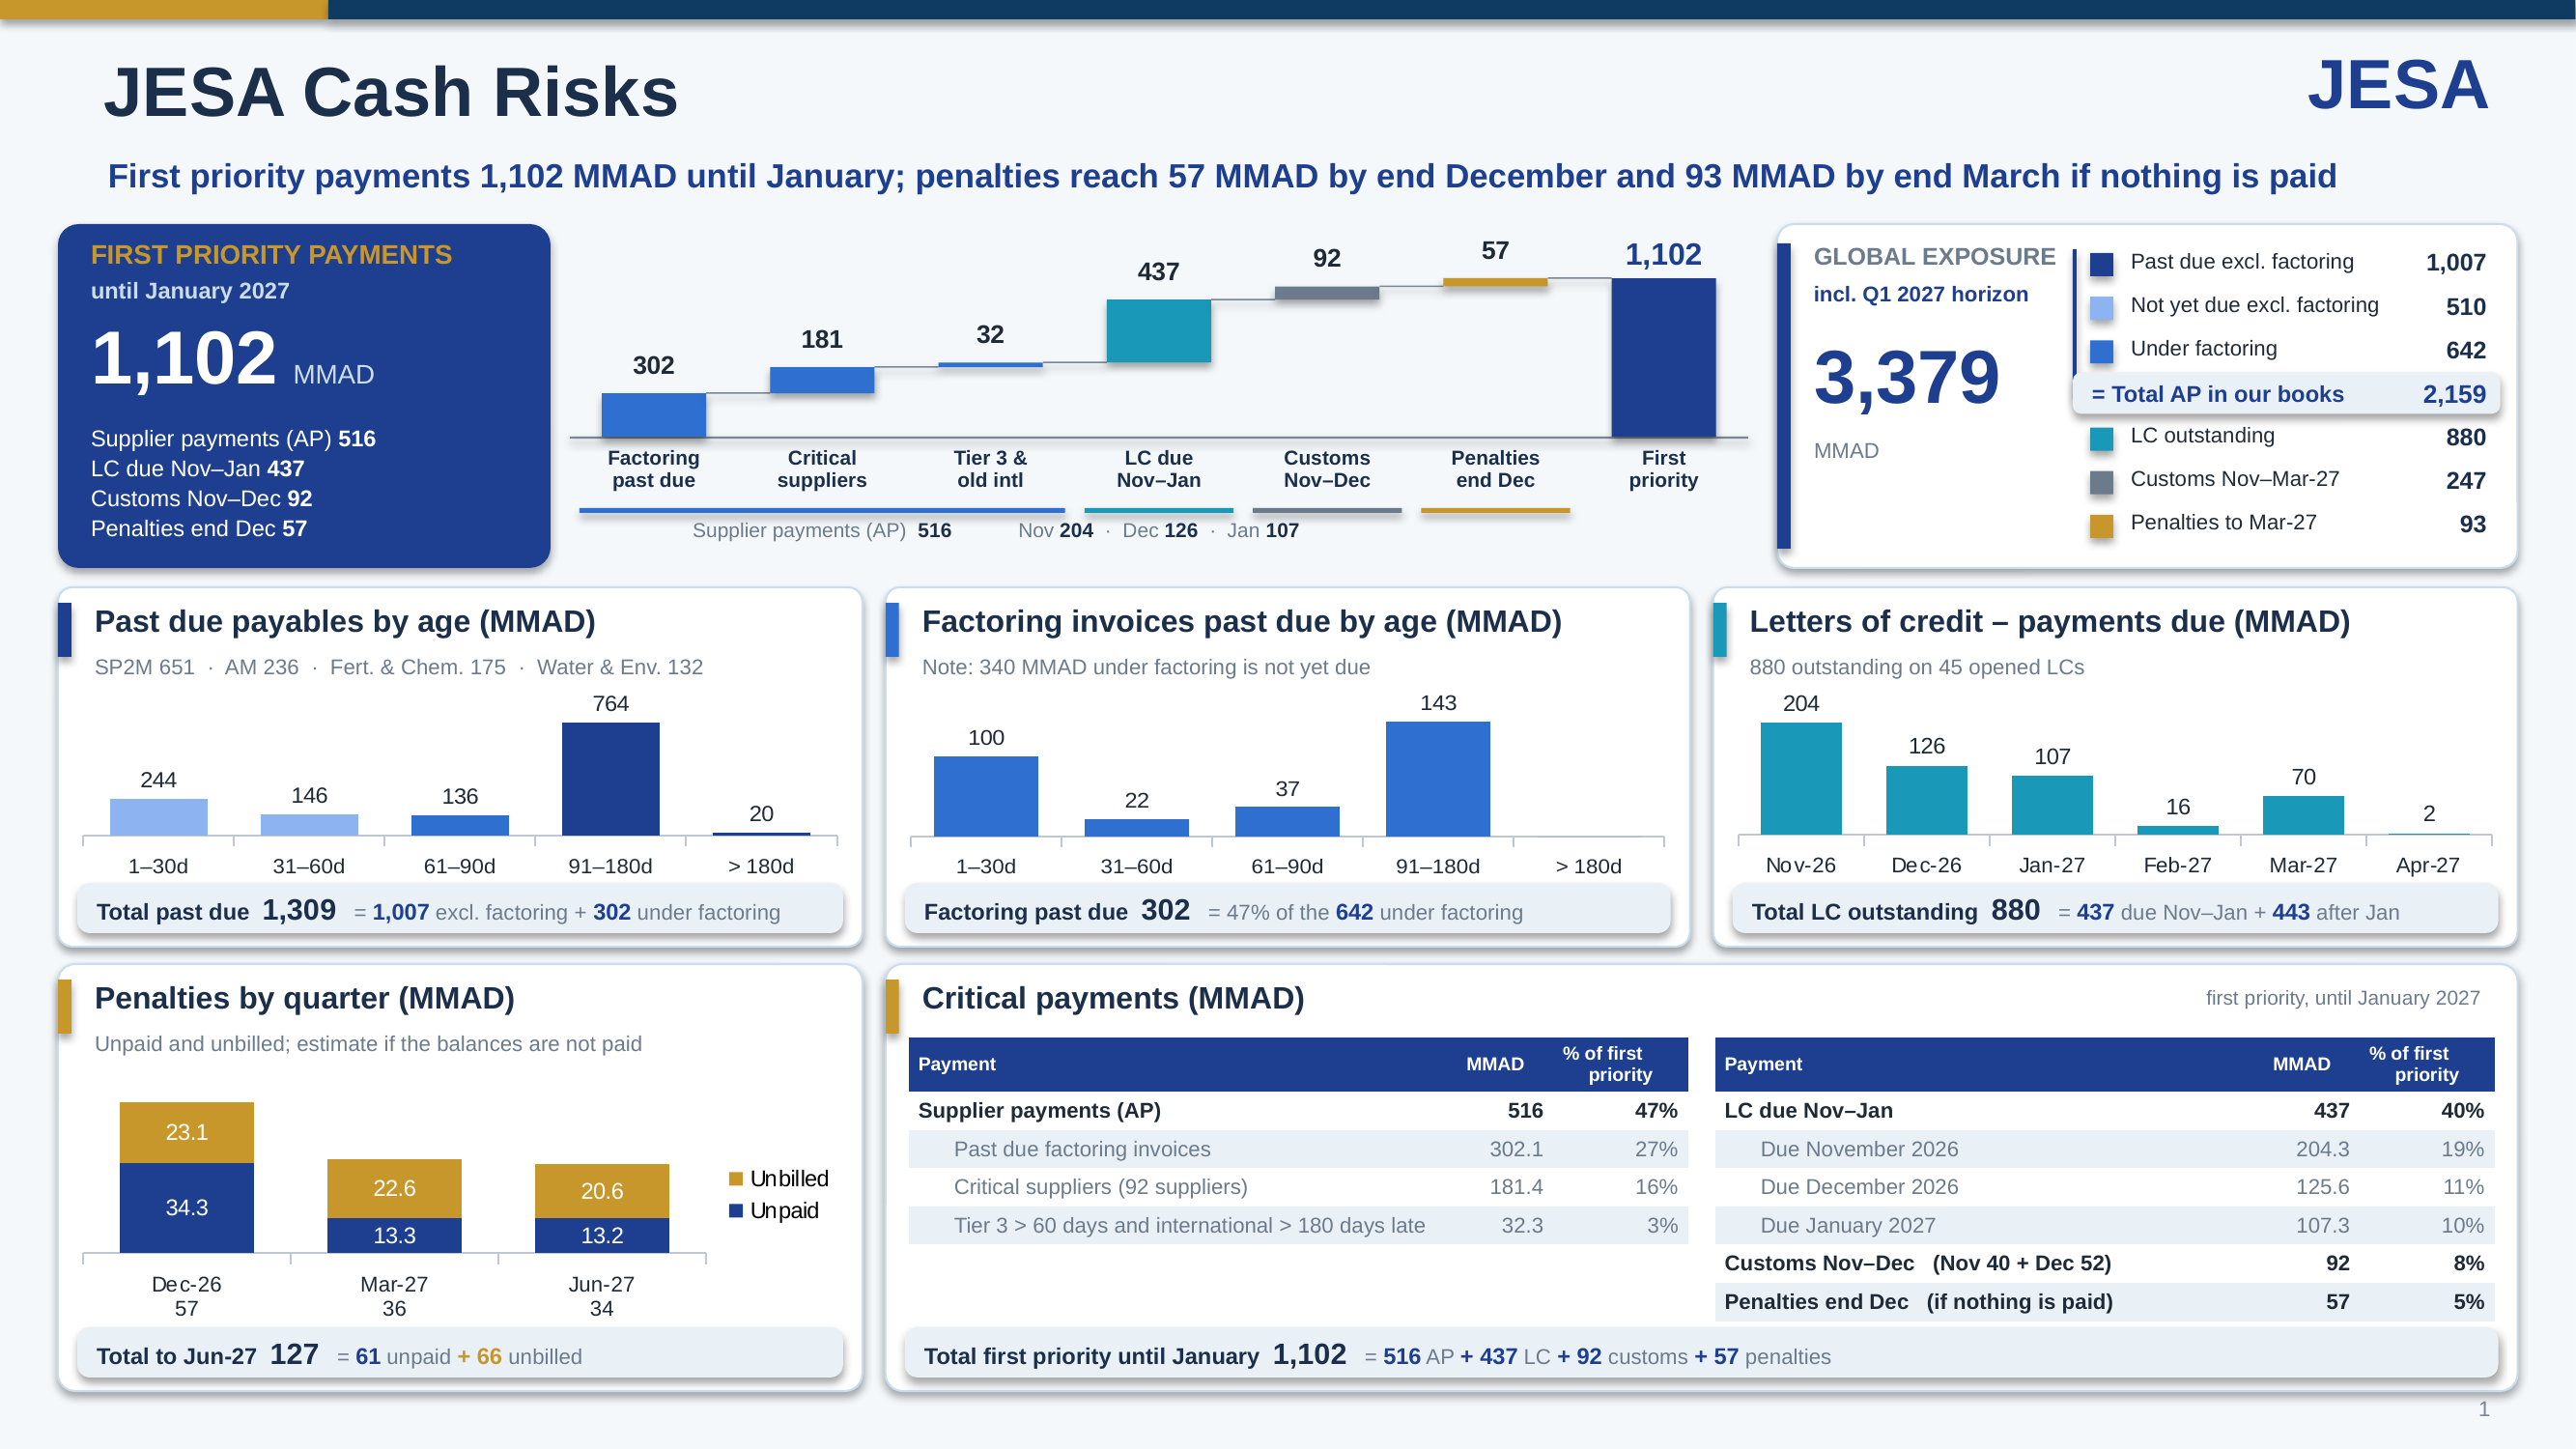 JESA Cash Risks
JESA
First priority payments 1,102 MMAD until January; penalties reach 57 MMAD by end December and 93 MMAD by end March if nothing is paid
FIRST PRIORITY PAYMENTS
until January 2027
1,102 MMAD
Supplier payments (AP) 516
LC due Nov–Jan 437
Customs Nov–Dec 92
Penalties end Dec 57
302
181
32
437
92
57
1,102
Factoring past due
Critical suppliers
Tier 3 & old intl
LC due Nov–Jan
Customs Nov–Dec
Penalties end Dec
First priority
Supplier payments (AP) 516
Nov 204 · Dec 126 · Jan 107
GLOBAL EXPOSURE
incl. Q1 2027 horizon
3,379
MMAD
Past due excl. factoring 1,007
Not yet due excl. factoring 510
Under factoring 642
= Total AP in our books 2,159
LC outstanding 880
Customs Nov–Mar-27 247
Penalties to Mar-27 93
Past due payables by age (MMAD)
SP2M 651 · AM 236 · Fert. & Chem. 175 · Water & Env. 132
244
146
136
764
20
1–30d 31–60d 61–90d 91–180d > 180d
Total past due 1,309 = 1,007 excl. factoring + 302 under factoring
Factoring invoices past due by age (MMAD)
Note: 340 MMAD under factoring is not yet due
100
22
37
143
1–30d 31–60d 61–90d 91–180d > 180d
Factoring past due 302 = 47% of the 642 under factoring
Letters of credit – payments due (MMAD)
880 outstanding on 45 opened LCs
204
126
107
16
70
2
Nov-26 Dec-26 Jan-27 Feb-27 Mar-27 Apr-27
Total LC outstanding 880 = 437 due Nov–Jan + 443 after Jan
Penalties by quarter (MMAD)
Unpaid and unbilled; estimate if the balances are not paid
23.1
34.3
22.6
13.3
20.6
13.2
Unbilled
Unpaid
Dec-26 Mar-27 Jun-27
57 36 34
Total to Jun-27 127 = 61 unpaid + 66 unbilled
Critical payments (MMAD)
first priority, until January 2027
Payment MMAD % of first priority
Supplier payments (AP) 516 47%
Past due factoring invoices 302.1 27%
Critical suppliers (92 suppliers) 181.4 16%
Tier 3 > 60 days and international > 180 days late 32.3 3%
Payment MMAD % of first priority
LC due Nov–Jan 437 40%
Due November 2026 204.3 19%
Due December 2026 125.6 11%
Due January 2027 107.3 10%
Customs Nov–Dec (Nov 40 + Dec 52) 92 8%
Penalties end Dec (if nothing is paid) 57 5%
Total first priority until January 1,102 = 516 AP + 437 LC + 92 customs + 57 penalties
1